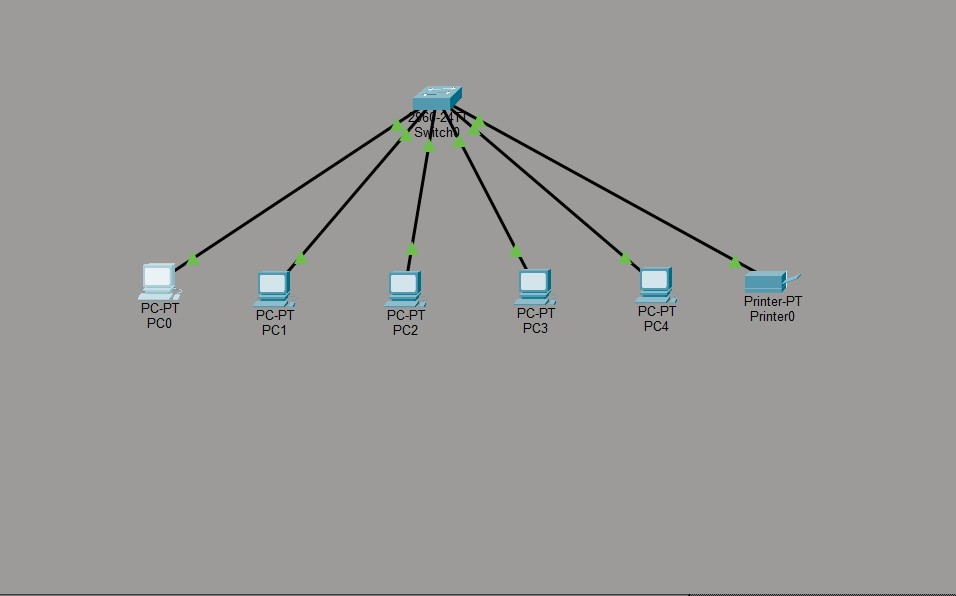 2960-24TT
Switch0
PC-PT
PC0
PC-PT
PC1
PC-PT
PC2
PC-PT
PC3
PC-PT
PC4
Printer-PT
Printer0